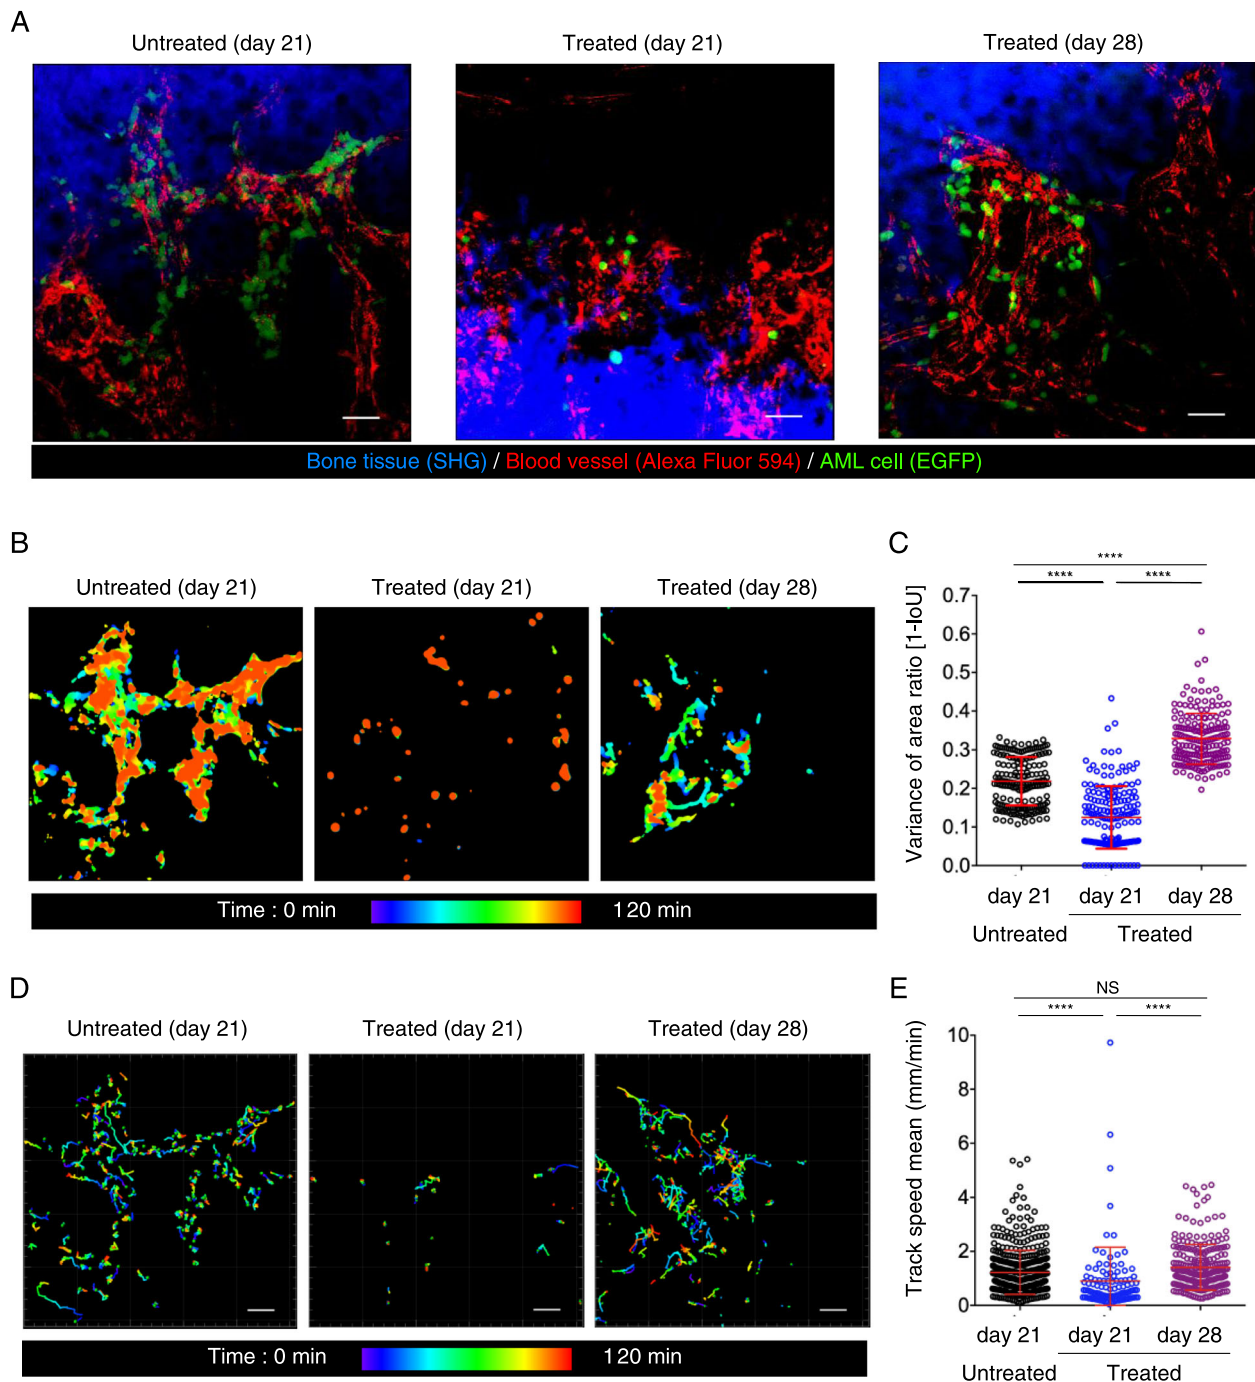 A
Untreated (day 21)
Treated (day 21)
Treated (day 28)
Bone tissue (SHG) / Blood vessel (Alexa Fluor 594) / AML cell (EGFP)
B
Untreated (day 21)
Treated (day 21)
Treated (day 28)
Time : 0 min
120 min
C
****
****
****
Variance of area ratio [1-IoU]
0.7
0.6
0.5
0.4
0.3
0.2
0.1
0.0
day 21
day 21
day 28
Untreated
Treated
D
Untreated (day 21)
Treated (day 21)
Treated (day 28)
Time : 0 min
120 min
E
NS
****
****
Track speed mean (mm/min)
10
8
6
4
2
0
day 21
day 21
day 28
Untreated
Treated